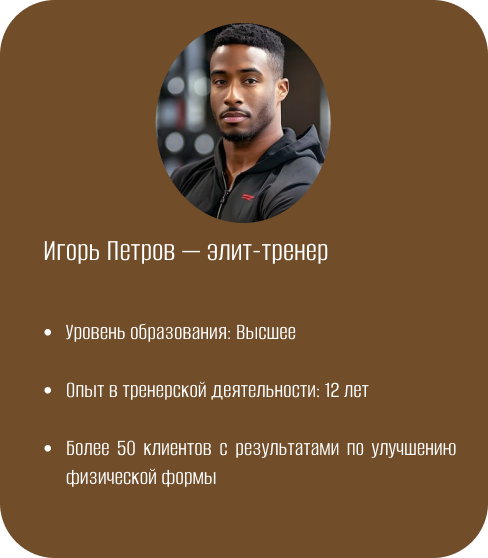 Игорь Петров — элит-тренер
• Уровень образования: Высшее
• Опыт в тренерской деятельности: 12 лет
• Более 50 клиентов с результатами по улучшению
физической формы